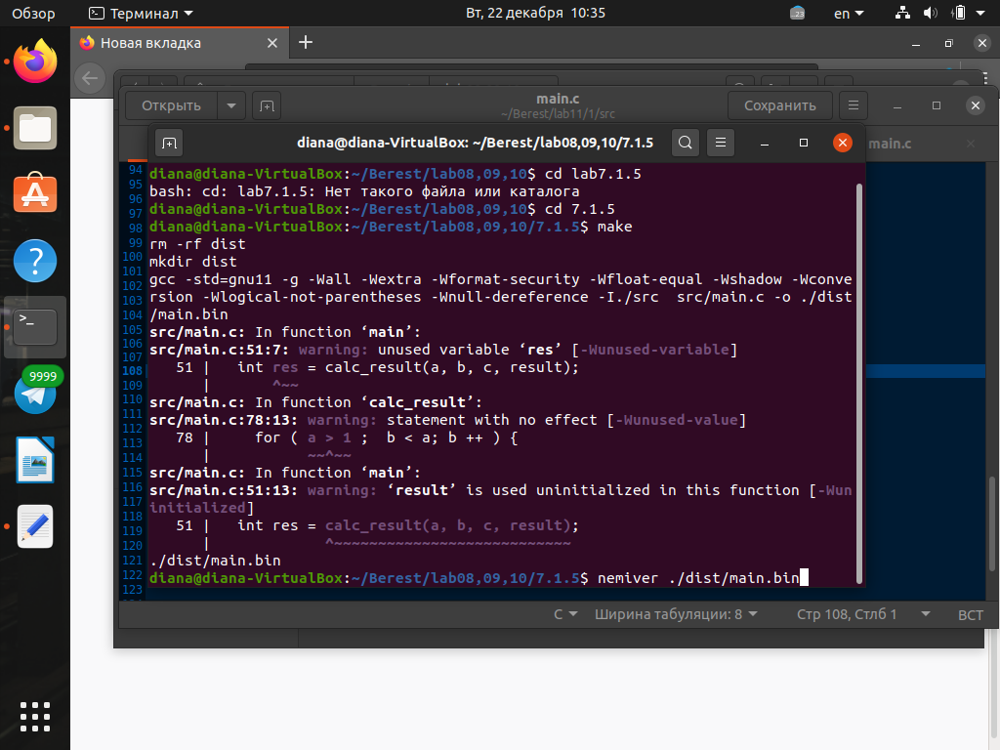 Обзор
Терминал
Вт, 22 декабря 10:35
23
en
Новая вкладка
Открыть
main.c
~/Berest/lab11/1/src
Сохранить
main.c
diana@diana-VirtualBox: ~/Berest/lab08,09,10/7.1.5
94
95
96
97
98
99
100
101
102
103
104
105
106
107
108
109
110
111
112
113
114
115
116
117
118
119
120
121
122
123
diana@diana-VirtualBox:~/Berest/lab08,09,10$ cd lab7.1.5
bash: cd: lab7.1.5: Нет такого файла или каталога
diana@diana-VirtualBox:~/Berest/lab08,09,10$ cd 7.1.5
diana@diana-VirtualBox:~/Berest/lab08,09,10/7.1.5$ make
rm -rf dist
mkdir dist
gcc -std=gnu11 -g -Wall -Wextra -Wformat-security -Wfloat-equal -Wshadow -Wconve
rsion -Wlogical-not-parentheses -Wnull-dereference -I./src  src/main.c -o ./dist
/main.bin
src/main.c: In function ‘main’:
src/main.c:51:7: warning: unused variable ‘res’ [-Wunused-variable]
   51 |   int res = calc_result(a, b, c, result);
      |       ^~~
src/main.c: In function ‘calc_result’:
src/main.c:78:13: warning: statement with no effect [-Wunused-value]
   78 |     for ( a > 1 ;  b < a; b ++ ) {
      |           ~~^~~
src/main.c: In function ‘main’:
src/main.c:51:13: warning: ‘result’ is used uninitialized in this function [-Wun
initialized]
   51 |   int res = calc_result(a, b, c, result);
      |             ^~~~~~~~~~~~~~~~~~~~~~~~~~~~
./dist/main.bin
diana@diana-VirtualBox:~/Berest/lab08,09,10/7.1.5$ nemiver ./dist/main.bin
>_
9999
?
C
Ширина табуляции: 8
Стр 108, Стлб 1
ВСТ